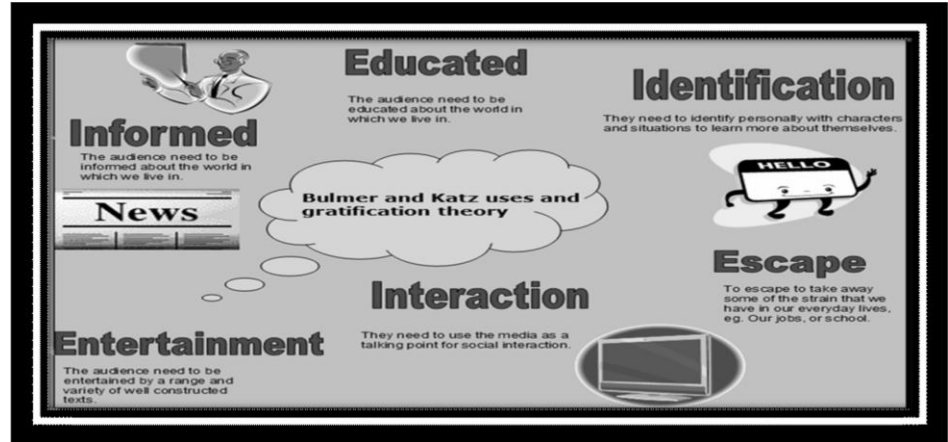 Educated
The audience need to be
educated about the world in
which we live in.
Identification
They need to identify personally with characters
and situations to learn more about themselves.
Informed
The audience need to be
informed about the world in
which we live in.
HELLO
News
Bulmer and Katz uses and
gratification theory
Escape
To escape to take away
some of the strain that we
have in our everyday lives,
eg. Our jobs, or school.
Interaction
They need to use the media as a
talking point for social interaction.
Entertainment
The audience need to be
entertained by a range and
variety of well constructed
texts.